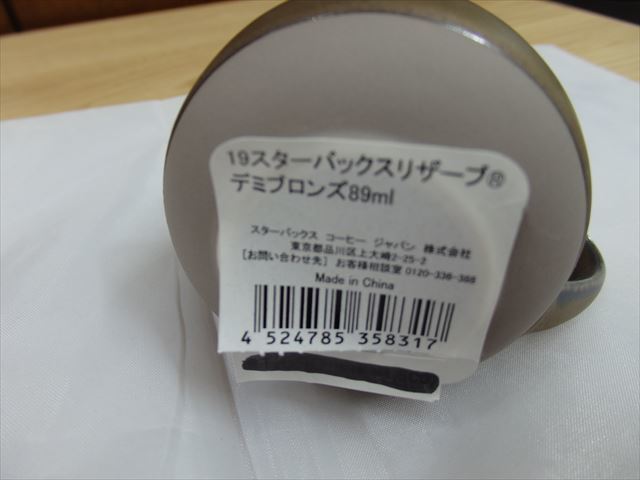 19スターバックスリザーブ®
デミブロンズ89ml
スターバックス コーヒー ジャパン 株式会社
東京都品川区上大崎2-25-2
[お問い合わせ先] お客様相談室 0120-336-388
Made in China
4 524785 358317